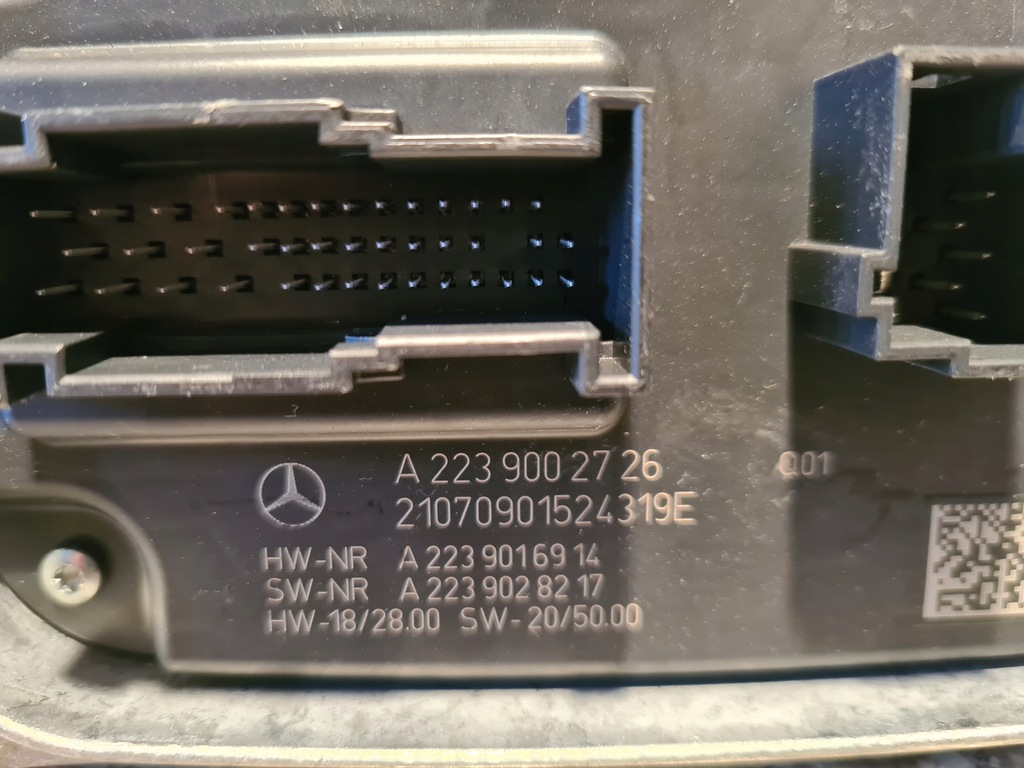 A 223 900 27 26 Q01
21070901524319E
HW-NR A 223 901 69 14
SW-NR A 223 902 82 17
HW-18/28.00 SW-20/50.00